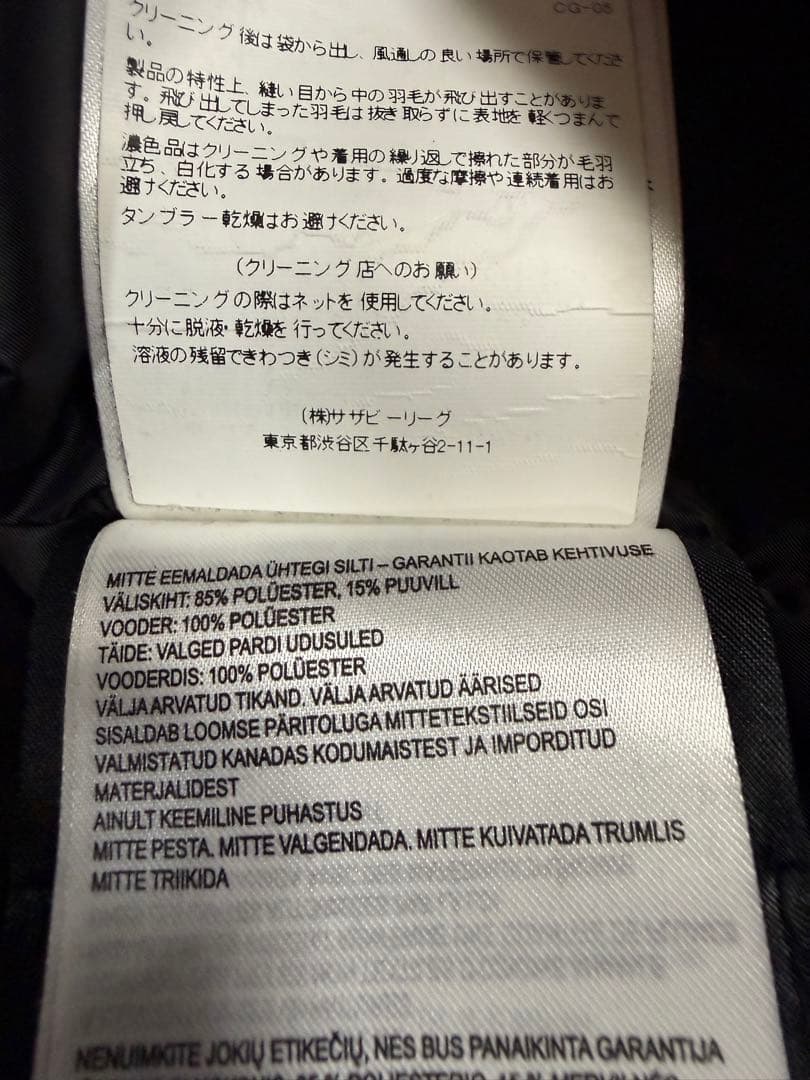 CG-05
クリーニング後は袋から出し、風通しの良い場所で保管してくださ
い。
製品の特性上、縫い目から中の羽毛が飛び出すことがありま
す。飛び出してしまった羽毛は抜き取らずに表地を軽くつまんで
押し戻してください。
濃色品はクリーニングや着用の繰り返しで擦れた部分が毛羽
立ち、白化する場合があります。過度な摩擦や連続着用はお
避けください。
タンブラー乾燥はお避けください。
(クリーニング店へのお願い)
クリーニングの際はネットを使用してください。
十分に脱液・乾燥を行ってください。
溶液の残留できわつき(シミ)が発生することがあります。
(株)サザビーリーグ
東京都渋谷区千駄ヶ谷2-11-1
MITTE EEMALDADA ÜHTEGI SILTI – GARANTII KAOTAB KEHTIVUSE
VÄLISKIHT: 85% POLÜESTER, 15% PUUVILL
VOODER: 100% POLÜESTER
TÄIDE: VALGED PARDI UDUSULED
VOODERDIS: 100% POLÜESTER
VÄLJA ARVATUD TIKAND. VÄLJA ARVATUD ÄÄRISED
SISALDAB LOOMSE PÄRITOLUGA MITTETEKSTIILSEID OSI
VALMISTATUD KANADAS KODUMAISTEST JA IMPORDITUD
MATERJALIDEST
AINULT KEEMILINE PUHASTUS
MITTE PESTA. MITTE VALGENDADA. MITTE KUIVATADA TRUMLIS
MITTE TRIIKIDA
NENUIMKITE JOKIŲ ETIKEČIŲ, NES BUS PANAIKINTA GARANTIJA